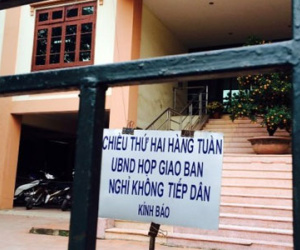 CHIỀU THỨ HAI HÀNG TUẦN
UBND HỌP GIAO BAN
NGHỈ KHÔNG TIẾP DÂN
KÍNH BÁO